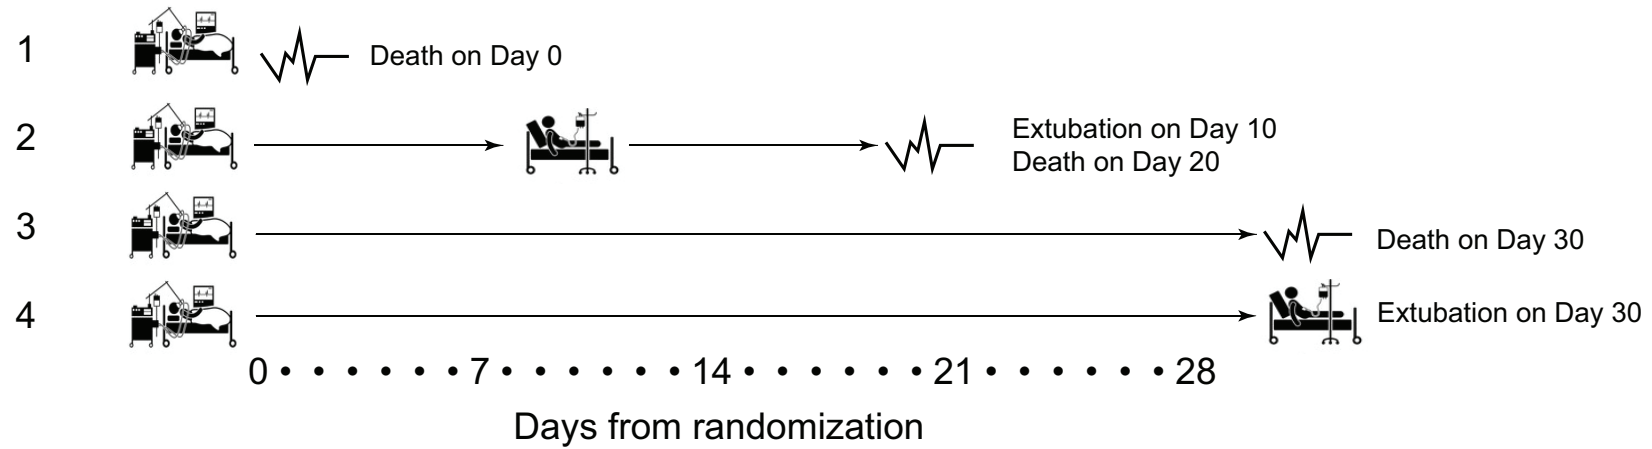 1 Death on Day 0
2 Extubation on Day 10
Death on Day 20
3 Death on Day 30
4 Extubation on Day 30
0 • • • • • • 7 • • • • • • 14 • • • • • • 21 • • • • • • 28
Days from randomization